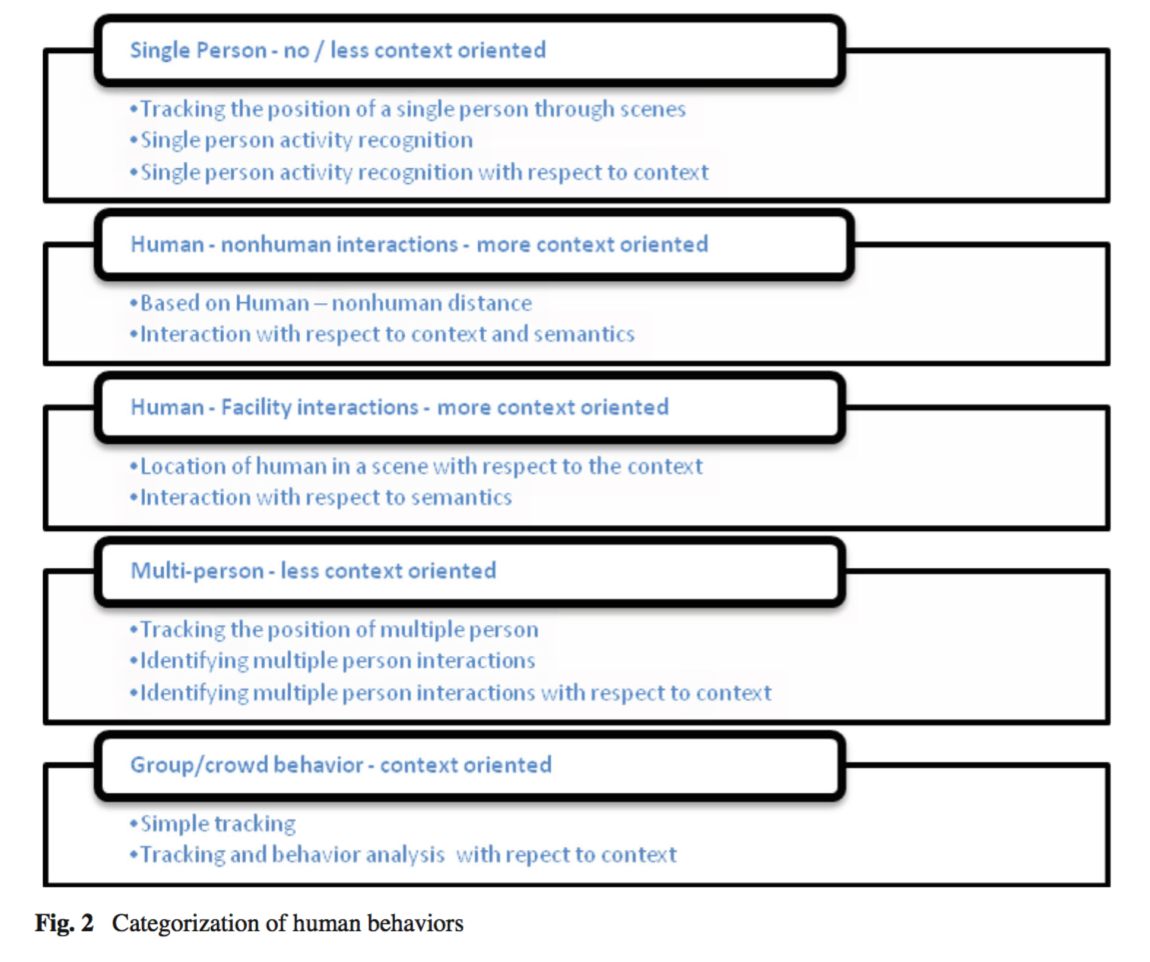 Single Person - no / less context oriented
•Tracking the position of a single person through scenes
•Single person activity recognition
•Single person activity recognition with respect to context
Human - nonhuman interactions - more context oriented
•Based on Human – nonhuman distance
•Interaction with respect to context and semantics
Human - Facility interactions - more context oriented
•Location of human in a scene with respect to the context
•Interaction with respect to semantics
Multi-person - less context oriented
•Tracking the position of multiple person
•Identifying multiple person interactions
•Identifying multiple person interactions with respect to context
Group/crowd behavior - context oriented
•Simple tracking
•Tracking and behavior analysis with repect to context
Fig. 2 Categorization of human behaviors